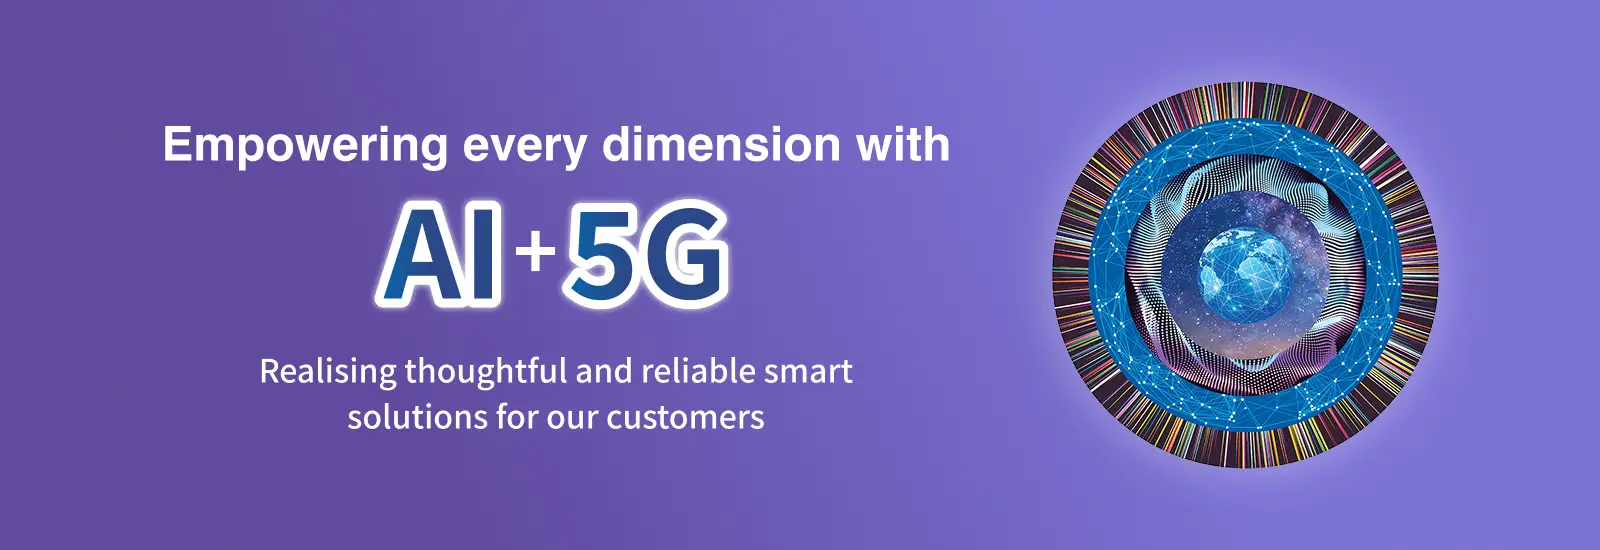 Empowering every dimension with
AI+5G
Realising thoughtful and reliable smart
solutions for our customers